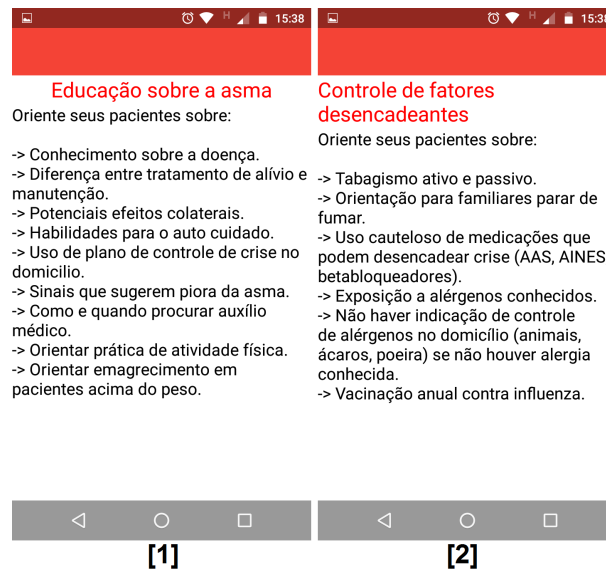 15:38
Educação sobre a asma
Oriente seus pacientes sobre:
-> Conhecimento sobre a doença.
-> Diferença entre tratamento de alívio e
manutenção.
-> Potenciais efeitos colaterais.
-> Habilidades para o auto cuidado.
-> Uso de plano de controle de crise no
domicilio.
-> Sinais que sugerem piora da asma.
-> Como e quando procurar auxílio
médico.
-> Orientar prática de atividade física.
-> Orientar emagrecimento em
pacientes acima do peso.
[1]
H 15:38
Controle de fatores
desencadeantes
Oriente seus pacientes sobre:
-> Tabagismo ativo e passivo.
-> Orientação para familiares parar de
fumar.
-> Uso cauteloso de medicações que
podem desencadear crise (AAS, AINES
betabloqueadores).
-> Exposição a alérgenos conhecidos.
-> Não haver indicação de controle
de alérgenos no domicílio (animais,
ácaros, poeira) se não houver alergia
conhecida.
-> Vacinação anual contra influenza.
[2]